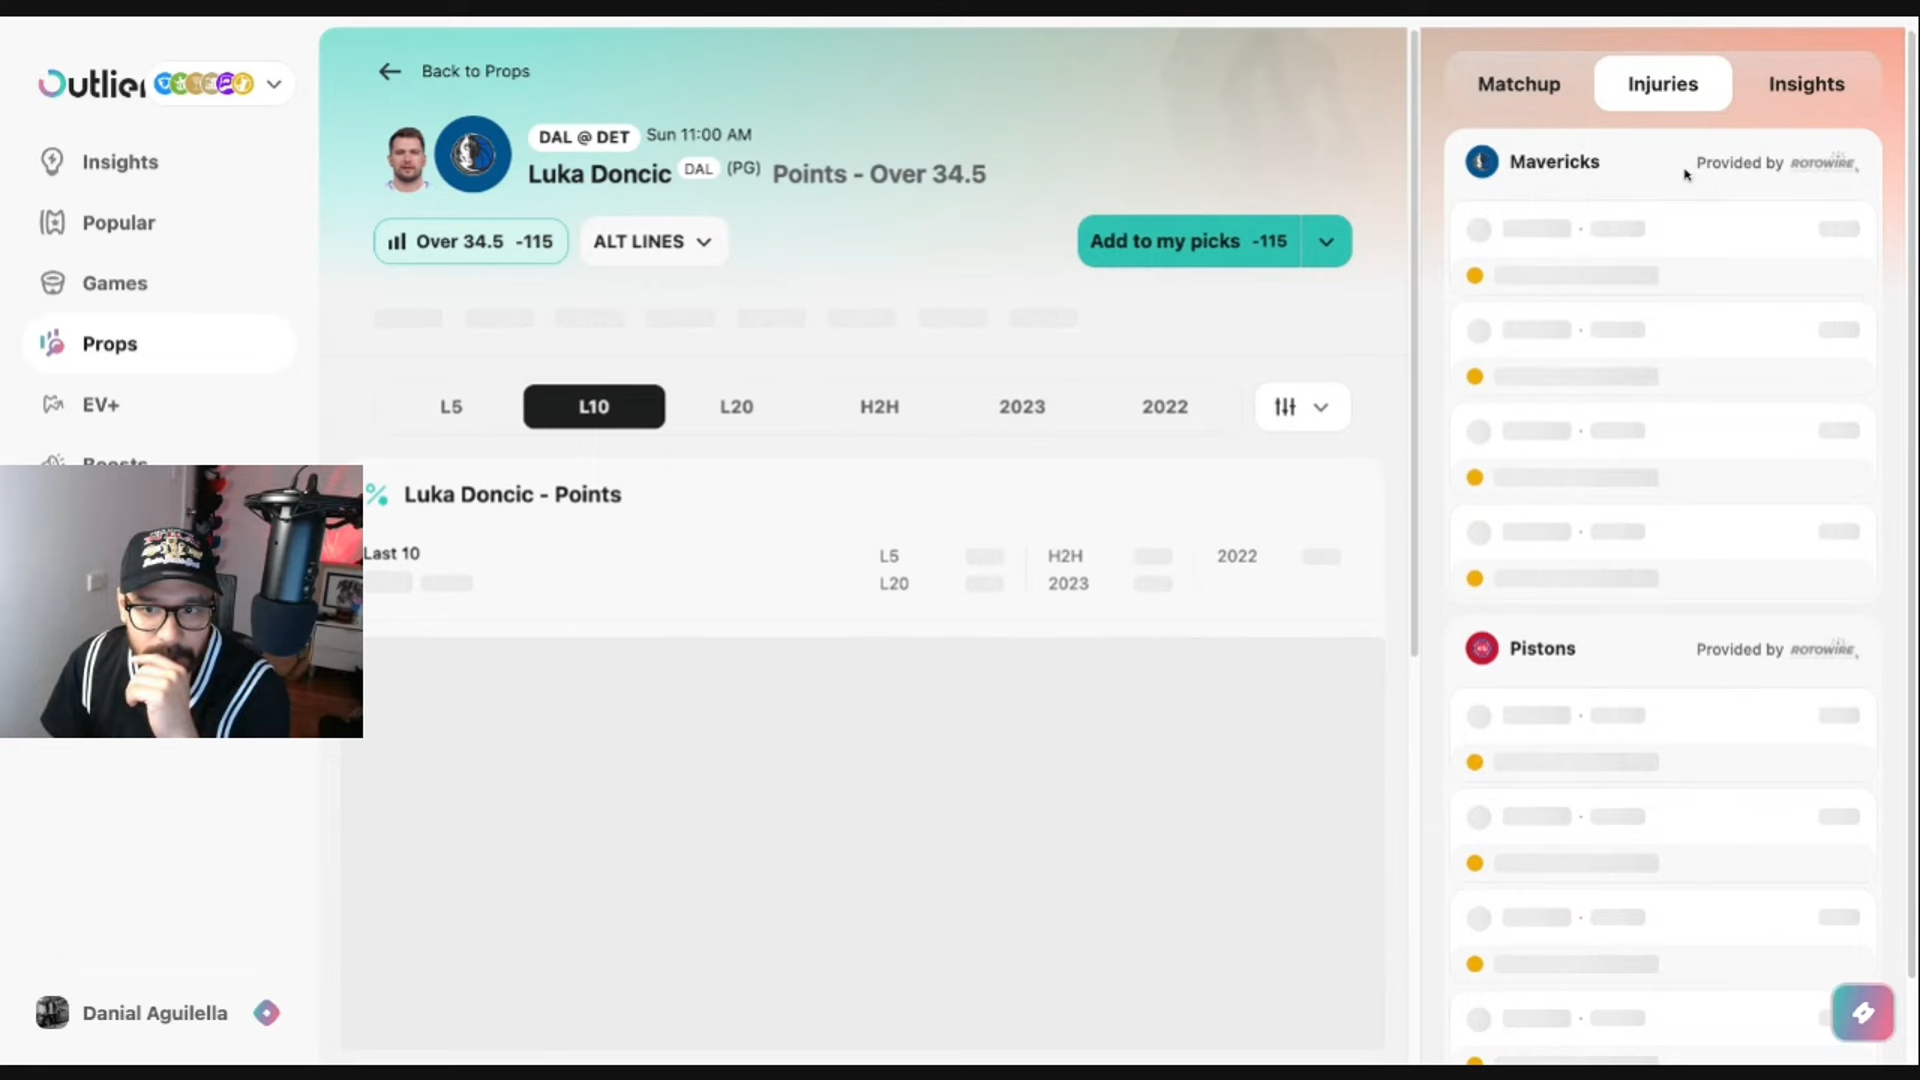 Outlier
Insights
Popular
Games
Props
EV+
Boosts
Danial Aguilella
Back to Props
DAL @ DET Sun 11:00 AM
Luka Doncic DAL (PG) Points - Over 34.5
Over 34.5 -115
ALT LINES
Add to my picks -115
L5
L10
L20
H2H
2023
2022
Luka Doncic - Points
Last 10
L5
H2H
2022
L20
2023
Matchup
Injuries
Insights
Mavericks
Provided by ROTOWIRE
Pistons
Provided by ROTOWIRE